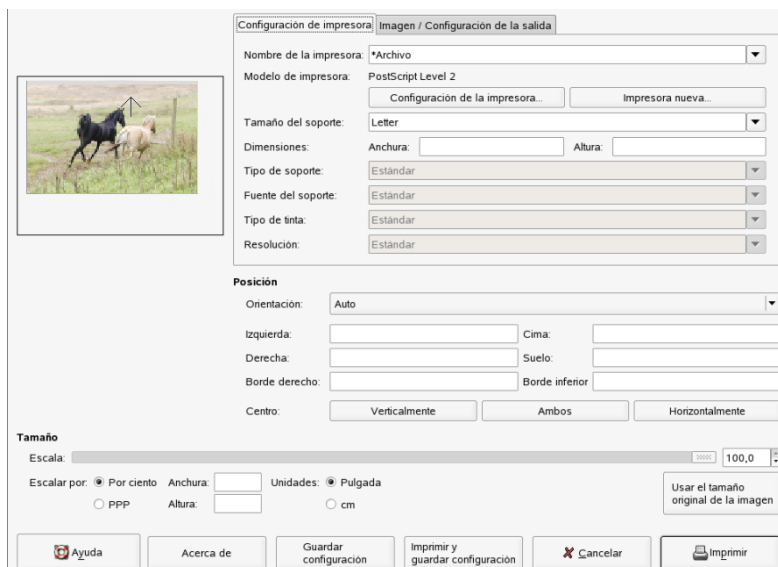 Configuración de impresora Imagen / Configuración de la salida
Nombre de la impresora: *Archivo
Modelo de impresora: PostScript Level 2
Configuración de la impresora... Impresora nueva...
Tamaño del soporte: Letter
Dimensiones: Anchura: Altura:
Tipo de soporte: Estándar
Fuente del soporte: Estándar
Tipo de tinta: Estándar
Resolución: Estándar
Posición
Orientación: Auto
Izquierda: Cima:
Derecha: Suelo:
Borde derecho: Borde inferior
Centro: Verticalmente Ambos Horizontalmente
Tamaño
Escala: 100,0
Escalar por: Por ciento Anchura: Unidades: Pulgada
PPP Altura: cm
Usar el tamaño
original de la imagen
Ayuda Acerca de Guardar
configuración Imprimir y
guardar configuración Cancelar Imprimir